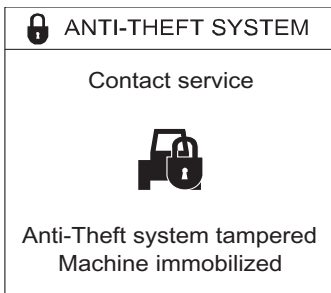 ANTI-THEFT SYSTEM
Contact service
Anti-Theft system tampered
Machine immobilized